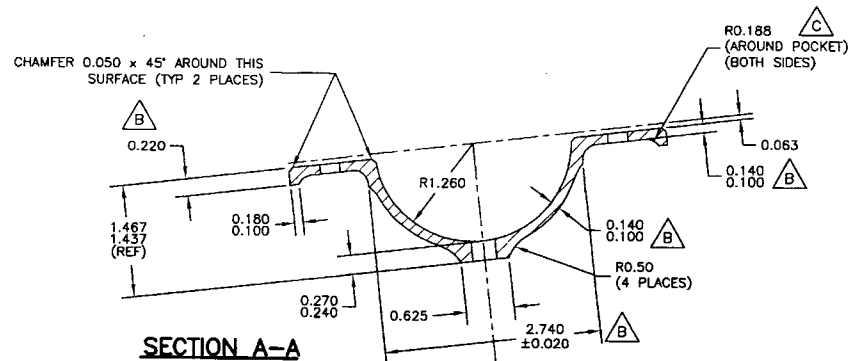 R0.188
C
(AROUND POCKET)
(BOTH SIDES)
CHAMFER 0.050 x 45° AROUND THIS
SURFACE (TYP 2 PLACES)
B
0.220
0.063
0.140
0.100
B
R1.260
1.467
1.437
(REF)
0.180
0.100
0.140
0.100
B
R0.50
(4 PLACES)
0.270
0.240
0.625
2.740
±0.020
B
SECTION A-A